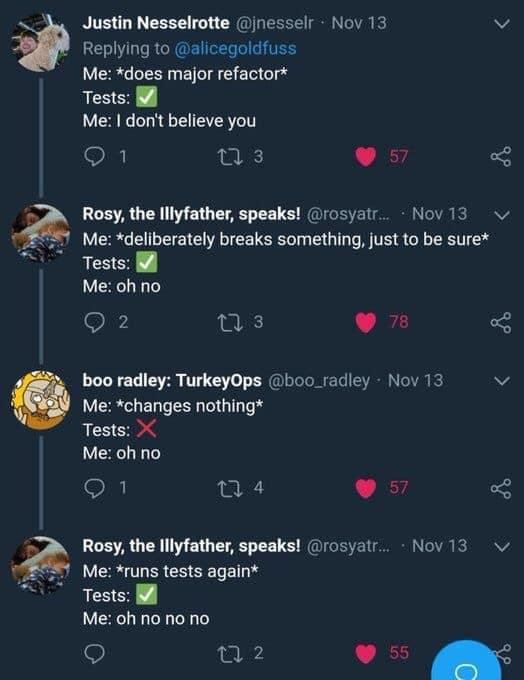 Justin Nesselrotte @jnesselr · Nov 13
Replying to @alicegoldfuss
Me: *does major refactor*
Tests: ✅
Me: I don't believe you
1 3 57
Rosy, the Illyfather, speaks! @rosyatr... · Nov 13
Me: *deliberately breaks something, just to be sure*
Tests: ✅
Me: oh no
2 3 78
boo radley: TurkeyOps @boo_radley · Nov 13
Me: *changes nothing*
Tests: ❌
Me: oh no
1 4 57
Rosy, the Illyfather, speaks! @rosyatr... · Nov 13
Me: *runs tests again*
Tests: ✅
Me: oh no no no
2 55